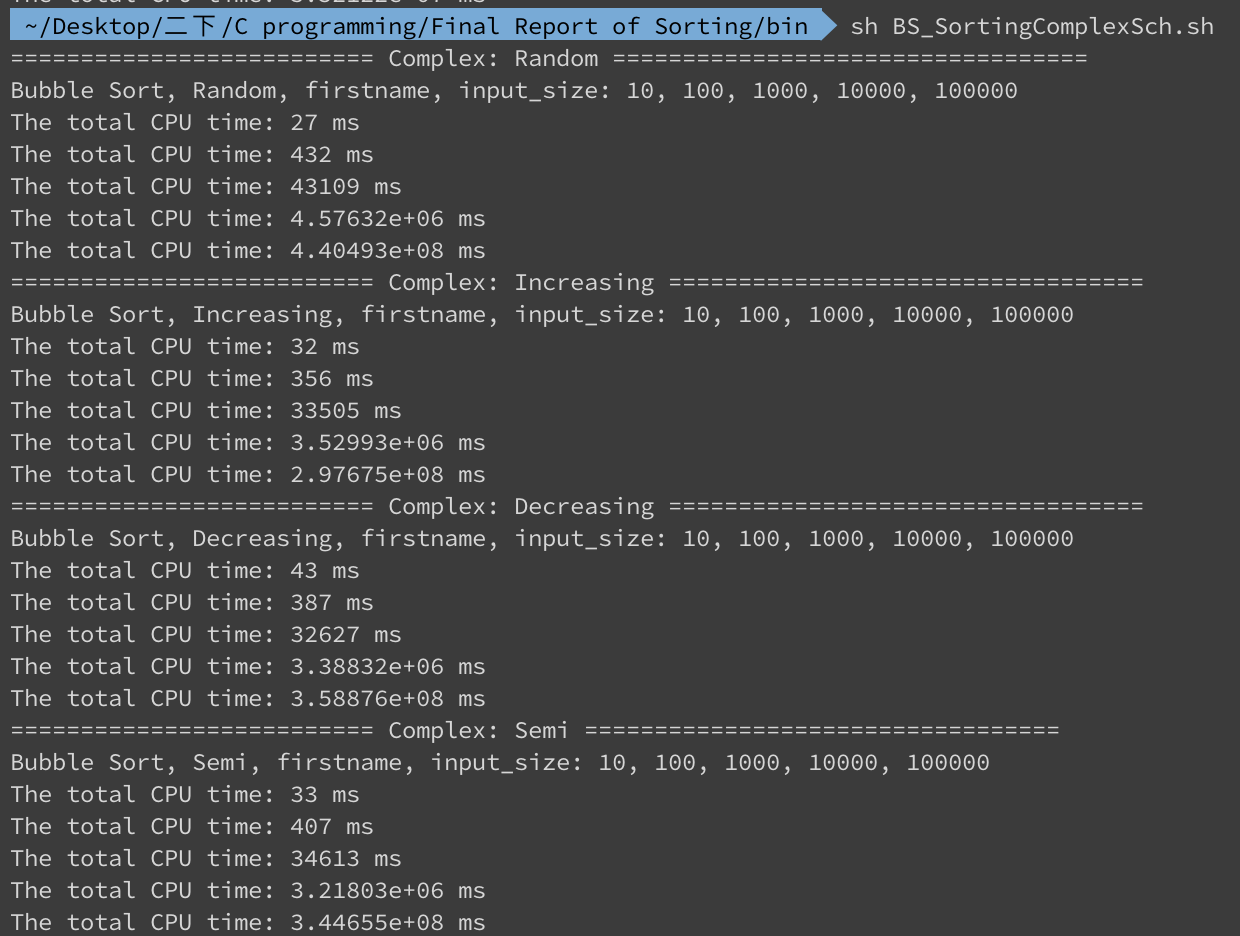 ~/Desktop/二下/C programming/Final Report of Sorting/bin sh BS_SortingComplexSch.sh
========================== Complex: Random ==================================
Bubble Sort, Random, firstname, input_size: 10, 100, 1000, 10000, 100000
The total CPU time: 27 ms
The total CPU time: 432 ms
The total CPU time: 43109 ms
The total CPU time: 4.57632e+06 ms
The total CPU time: 4.40493e+08 ms
========================== Complex: Increasing ==================================
Bubble Sort, Increasing, firstname, input_size: 10, 100, 1000, 10000, 100000
The total CPU time: 32 ms
The total CPU time: 356 ms
The total CPU time: 33505 ms
The total CPU time: 3.52993e+06 ms
The total CPU time: 2.97675e+08 ms
========================== Complex: Decreasing ==================================
Bubble Sort, Decreasing, firstname, input_size: 10, 100, 1000, 10000, 100000
The total CPU time: 43 ms
The total CPU time: 387 ms
The total CPU time: 32627 ms
The total CPU time: 3.38832e+06 ms
The total CPU time: 3.58876e+08 ms
========================== Complex: Semi ==================================
Bubble Sort, Semi, firstname, input_size: 10, 100, 1000, 10000, 100000
The total CPU time: 33 ms
The total CPU time: 407 ms
The total CPU time: 34613 ms
The total CPU time: 3.21803e+06 ms
The total CPU time: 3.44655e+08 ms